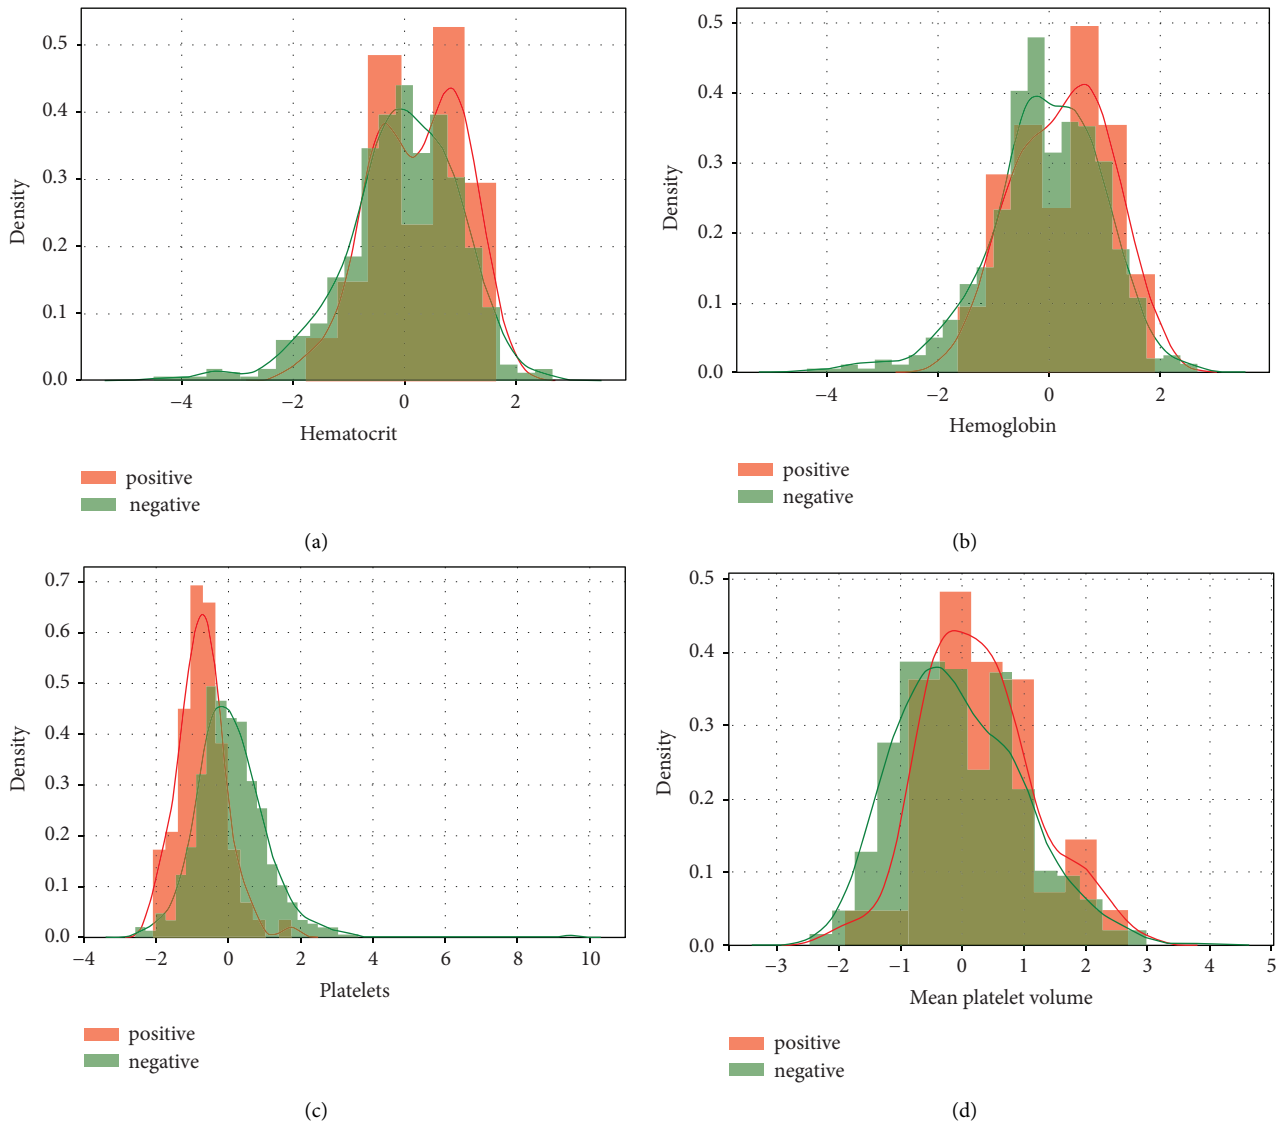 0.5
0.4
0.3
0.2
0.1
0.0
Density
−4 −2 0 2
Hematocrit
positive
negative
(a)
0.5
0.4
0.3
0.2
0.1
0.0
Density
−4 −2 0 2
Hemoglobin
positive
negative
(b)
0.7
0.6
0.5
0.4
0.3
0.2
0.1
0.0
Density
−4 −2 0 2 4 6 8 10
Platelets
positive
negative
(c)
0.5
0.4
0.3
0.2
0.1
0.0
Density
−3 −2 −1 0 1 2 3 4 5
Mean platelet volume
positive
negative
(d)